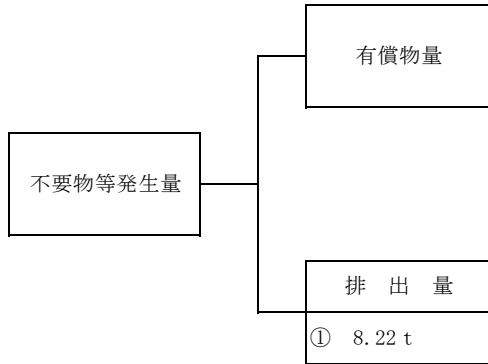 有償物量
不要物等発生量
排 出 量
① 8.22 t